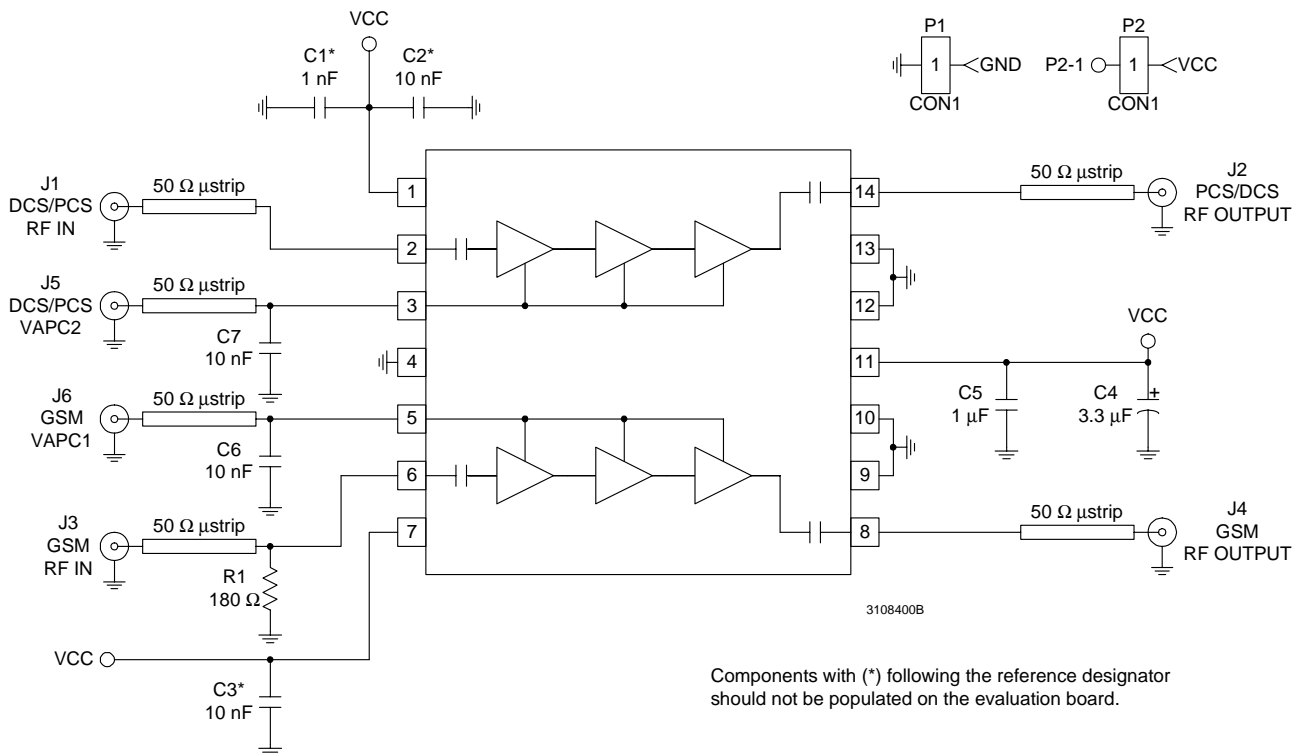 VCC
C1*
1 nF
C2*
10 nF
P1
1
GND
CON1
P2
P2-1
1
VCC
CON1
J1
DCS/PCS
RF IN
50 Ω μstrip
1
2
J5
DCS/PCS
VAPC2
50 Ω μstrip
C7
10 nF
3
4
J6
GSM
VAPC1
50 Ω μstrip
C6
10 nF
5
6
J3
GSM
RF IN
50 Ω μstrip
R1
180 Ω
7
VCC
C3*
10 nF
14
50 Ω μstrip
J2
PCS/DCS
RF OUTPUT
13
12
11
VCC
C5
1 μF
C4
3.3 μF
+
10
9
8
50 Ω μstrip
J4
GSM
RF OUTPUT
3108400B
Components with (*) following the reference designator
should not be populated on the evaluation board.